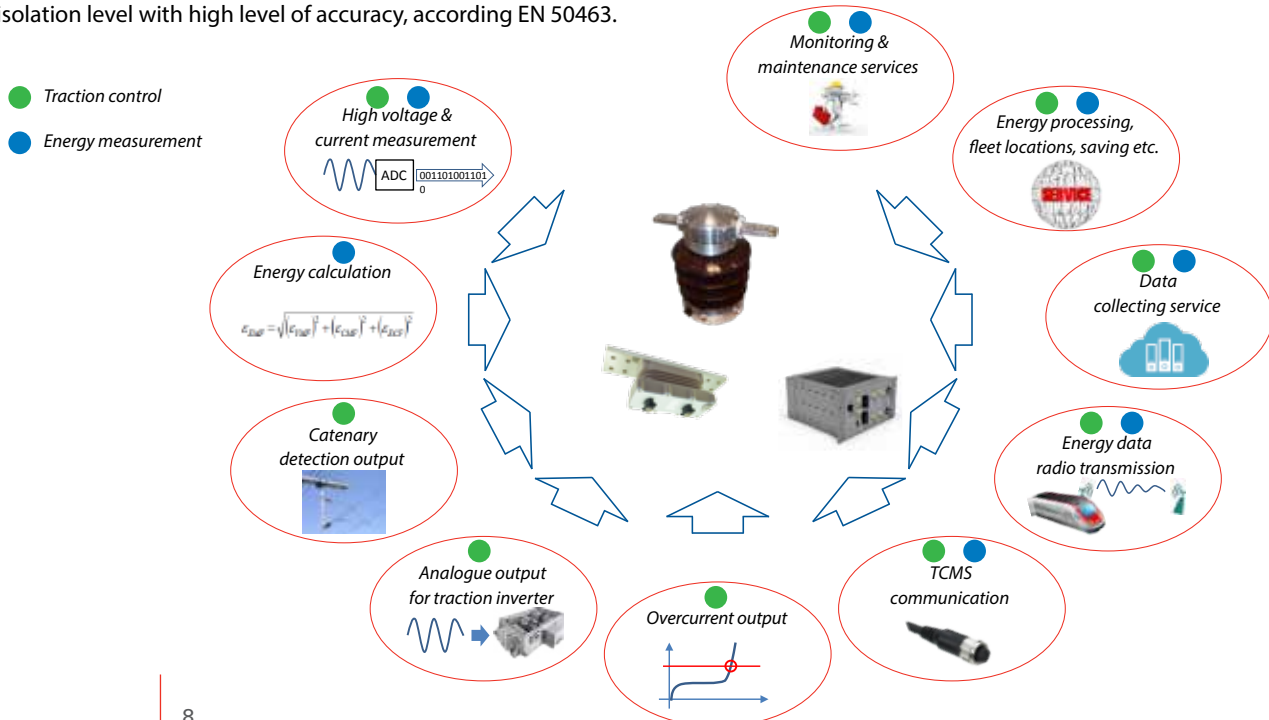 isolation level with high level of accuracy, according EN 50463.
Traction control
Energy measurement
High voltage &
current measurement
ADC
001101001101
0
Energy calculation
Catenary
detection output
Analogue output
for traction inverter
Overcurrent output
TCMS
communication
Energy data
radio transmission
Data
collecting service
Energy processing,
fleet locations, saving etc.
SERVICE
Monitoring &
maintenance services
8